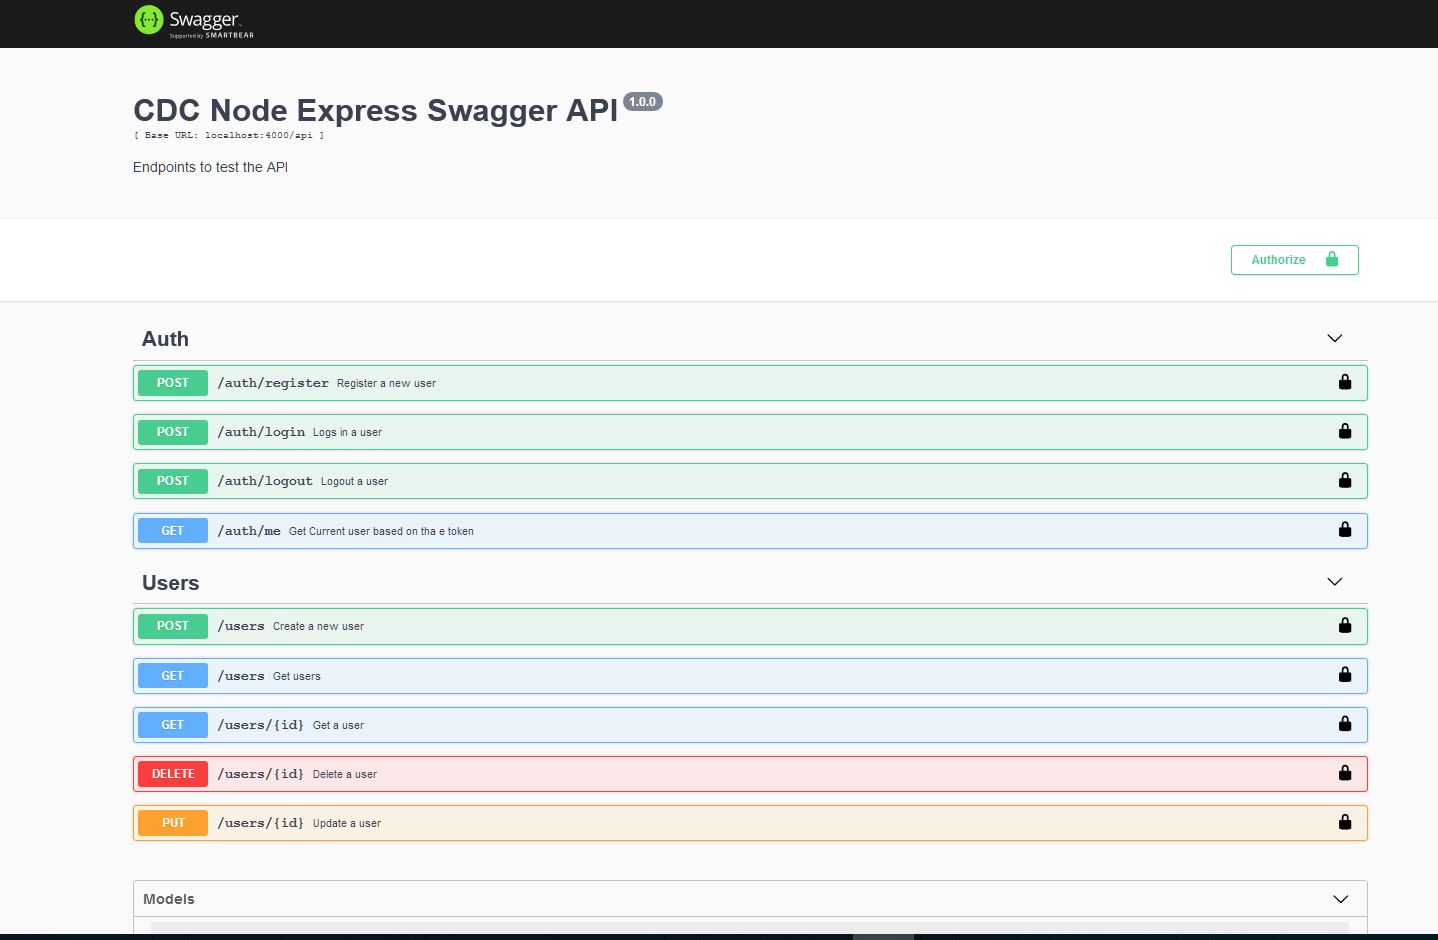 Swagger
Supported by SMARTBEAR
CDC Node Express Swagger API 1.0.0
[ Base URL: localhost:4000/api ]
Endpoints to test the API
Authorize
Auth
POST /auth/register Register a new user
POST /auth/login Logs in a user
POST /auth/logout Logout a user
GET /auth/me Get Current user based on tha e token
Users
POST /users Create a new user
GET /users Get users
GET /users/{id} Get a user
DELETE /users/{id} Delete a user
PUT /users/{id} Update a user
Models